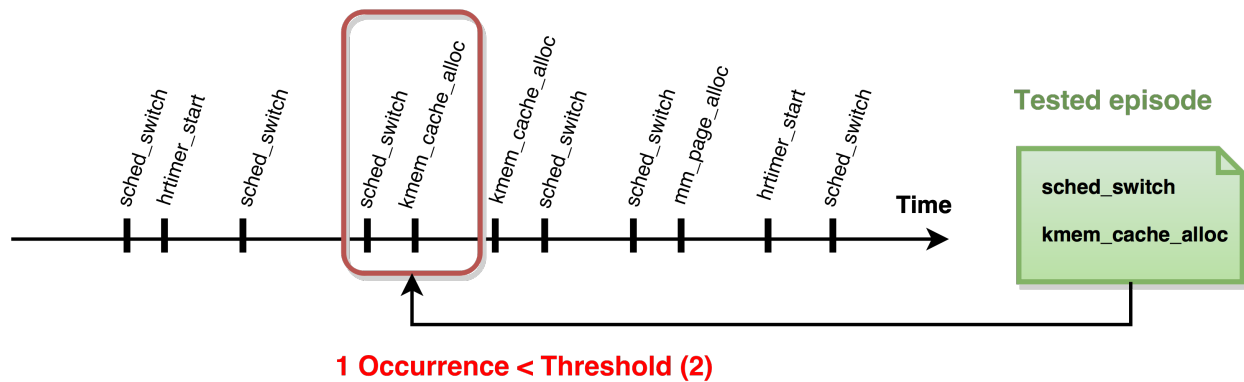 sched_switch
hrtimer_start
sched_switch
sched_switch
kmem_cache_alloc
kmem_cache_alloc
sched_switch
sched_switch
mm_page_alloc
hrtimer_start
sched_switch
Time
Tested episode
sched_switch
kmem_cache_alloc
1 Occurrence < Threshold (2)